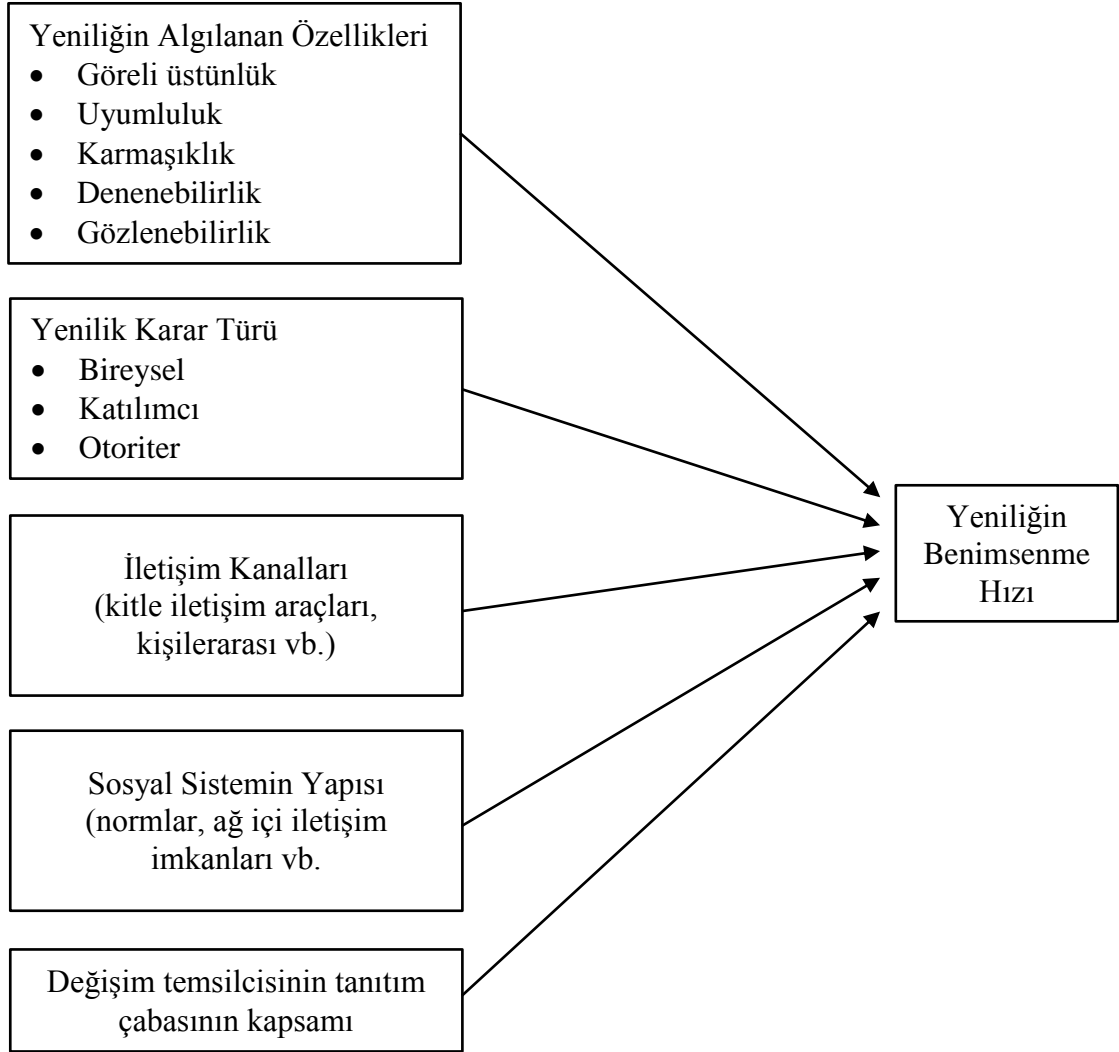 Yeniliğin Algılanan Özellikleri
• Göreli üstünlük
• Uyumluluk
• Karmaşıklık
• Denenebilirlik
• Gözlenebilirlik
Yenilik Karar Türü
• Bireysel
• Katılımcı
• Otoriter
İletişim Kanalları
(kitle iletişim araçları,
kişilerarası vb.)
Sosyal Sistemin Yapısı
(normlar, ağ içi iletişim
imkanları vb.
Değişim temsilcisinin tanıtım
çabasının kapsamı
Yeniliğin
Benimsenme
Hızı